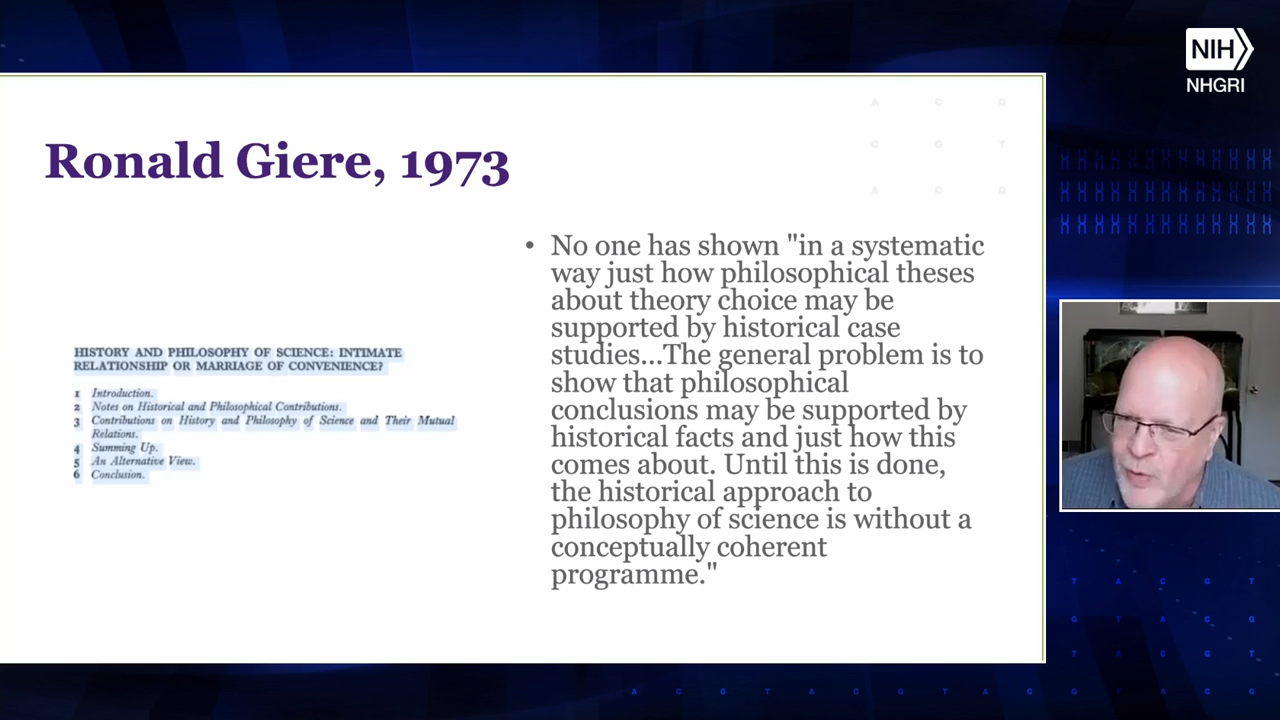 NIH
NHGRI
A C G
C G T
A C G
Ronald Giere, 1973
HISTORY AND PHILOSOPHY OF SCIENCE: INTIMATE
RELATIONSHIP OR MARRIAGE OF CONVENIENCE?
1 Introduction.
2 Notes on Historical and Philosophical Contributions.
3 Contributions on History and Philosophy of Science and Their Mutual
Relations.
4 Summing Up.
5 An Alternative View.
6 Conclusion.
• No one has shown "in a systematic
way just how philosophical theses
about theory choice may be
supported by historical case
studies...The general problem is to
show that philosophical
conclusions may be supported by
historical facts and just how this
comes about. Until this is done,
the historical approach to
philosophy of science is without a
conceptually coherent
programme."
T A C G T
G T A C G
T A C G T
A C G T A C G T A C G T A C G